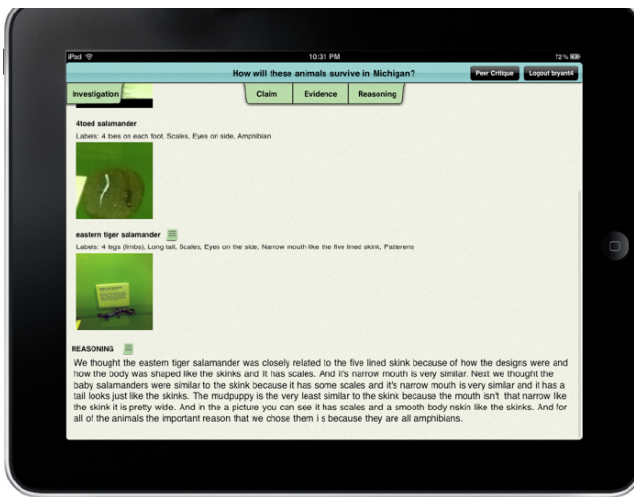 iPad 10:31 PM 72%
How will these animals survive in Michigan? Peer Critique Logout bryant4
Investigation Claim Evidence Reasoning
4toed salamander
Labels: 4 toes on each foot, Scales, Eyes on side, Amphibian
eastern tiger salamander
Labels: 4 legs (limbs), Long tail, Scales, Eyes on the side, Narrow mouth like the five lined skink, Patterens
REASONING
We thought the eastern tiger salamander was closely related to the five lined skink because of how the designs were and
how the body was shaped like the skinks and it has scales. And it's narrow mouth is very similar. Next we thought the
baby salamanders were similar to the skink because it has some scales and it's narrow mouth is very similar and it has a
tail looks just like the skinks. The mudpuppy is the very least similar to the skink because the mouth isn't that narrow like
the skink it is pretty wide. And in the a picture you can see it has scales and a smooth body nskin like the skinks. And for
all of the animals the important reason that we chose them i s because they are all amphibians.